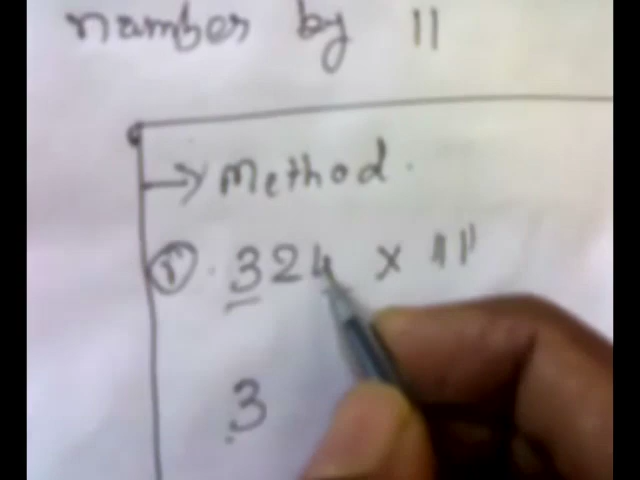 number by 11
→ Method.
(1). 324 x 11
3